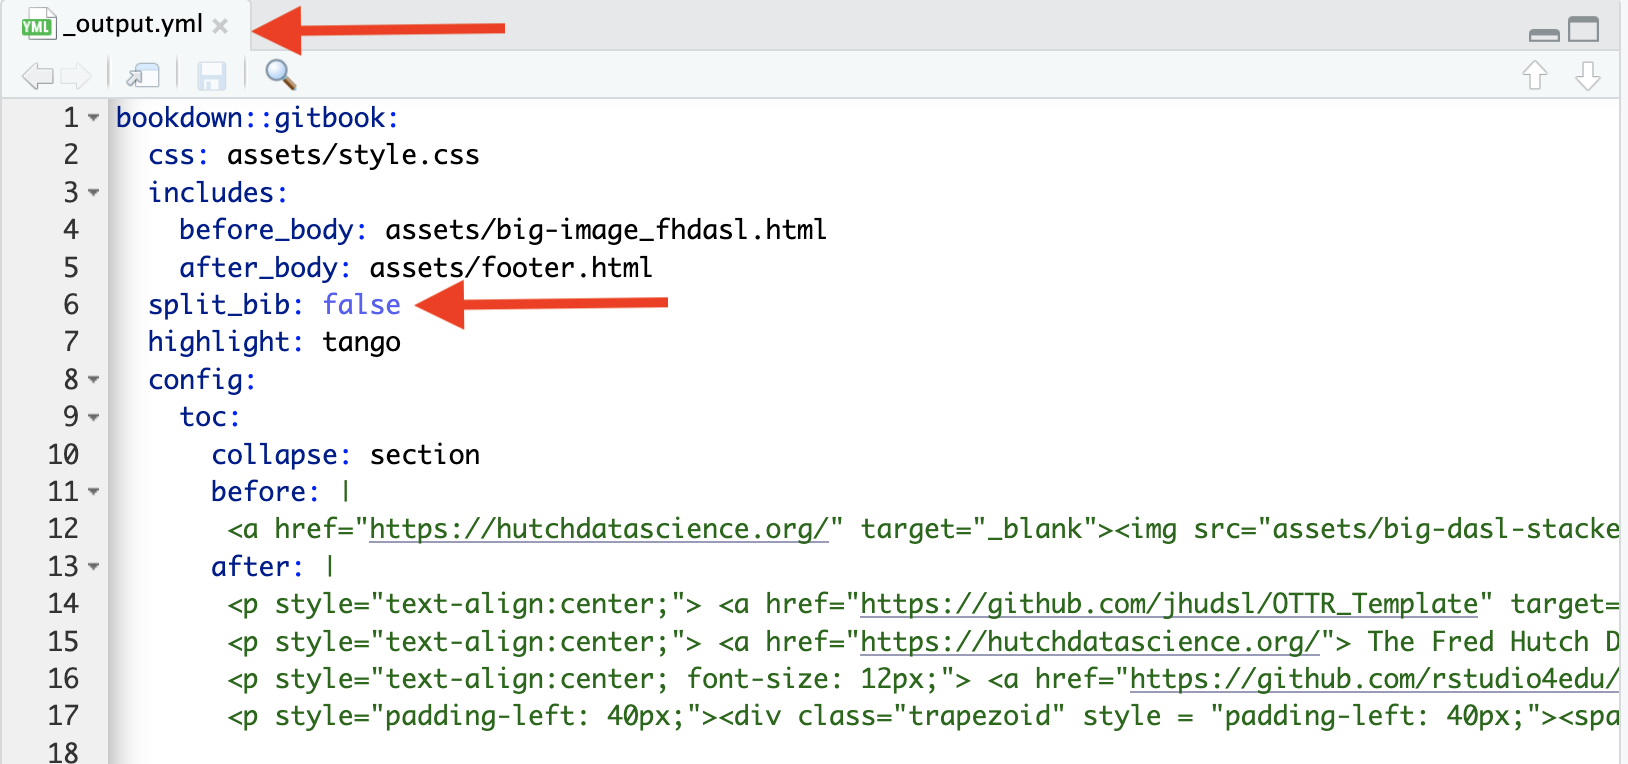 YML _output.yml
1 bookdown::gitbook:
2 css: assets/style.css
3 includes:
4 before_body: assets/big-image_fhdasl.html
5 after_body: assets/footer.html
6 split_bib: false
7 highlight: tango
8 config:
9 toc:
10 collapse: section
11 before: |
12 <a href="https://hutchdatascience.org/" target="_blank"><img src="assets/big-dasl-stacke
13 after: |
14 <p style="text-align:center;"> <a href="https://github.com/jhudsl/OTTR_Template" target=
15 <p style="text-align:center;"> <a href="https://hutchdatascience.org/"> The Fred Hutch D
16 <p style="text-align:center; font-size: 12px;"> <a href="https://github.com/rstudio4edu/
17 <p style="padding-left: 40px;"><div class="trapezoid" style = "padding-left: 40px;"><spa
18